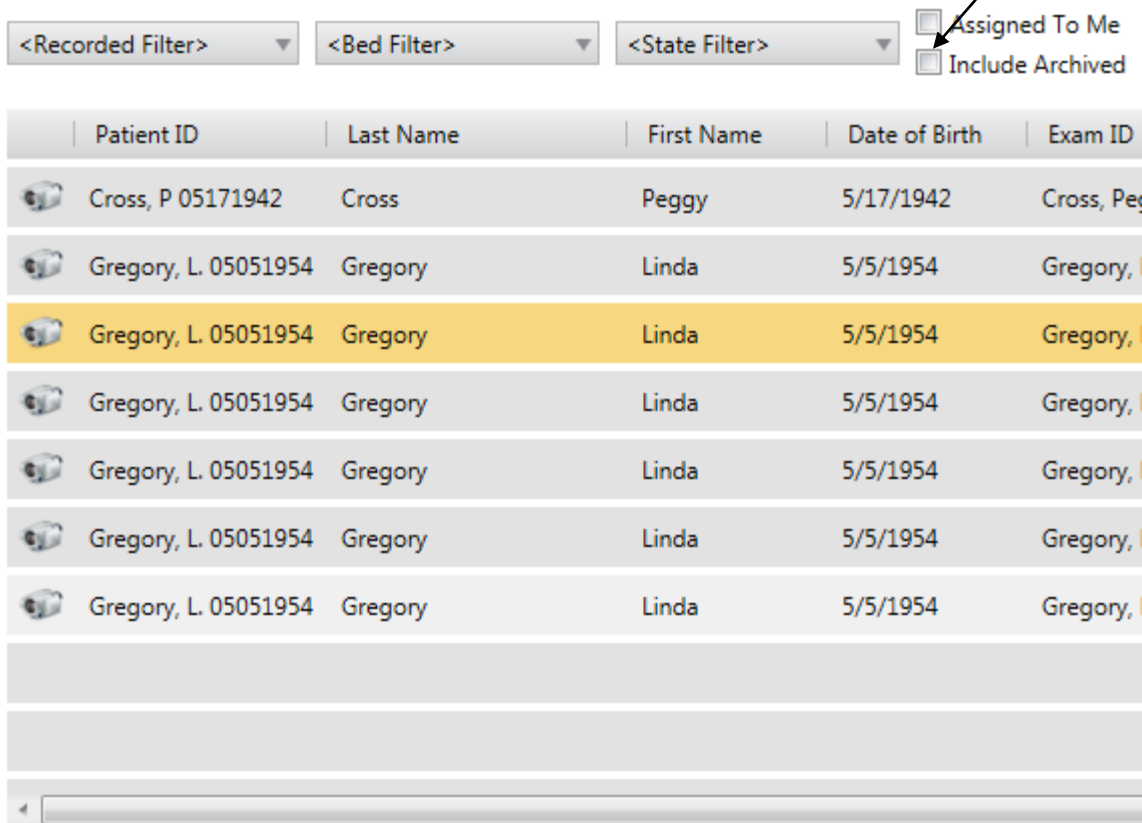 Assigned To Me
<Recorded Filter> <Bed Filter> <State Filter>
Include Archived
Patient ID Last Name First Name Date of Birth Exam ID
Cross, P 05171942 Cross Peggy 5/17/1942 Cross,
Gregory, L. 05051954 Gregory Linda 5/5/1954 Gregory,
Gregory, L. 05051954 Gregory Linda 5/5/1954 Gregory,
Gregory, L. 05051954 Gregory Linda 5/5/1954 Gregory,
Gregory, L. 05051954 Gregory Linda 5/5/1954 Gregory,
Gregory, L. 05051954 Gregory Linda 5/5/1954 Gregory,
Gregory, L. 05051954 Gregory Linda 5/5/1954 Gregory,